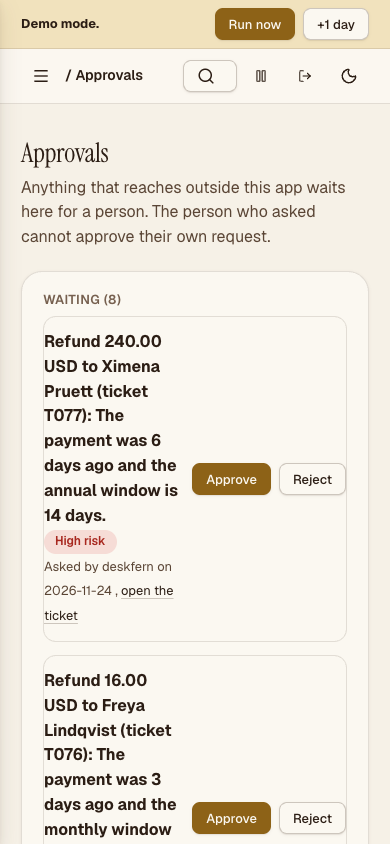 Demo mode.
Run now
+1 day
/ Approvals
Approvals
Anything that reaches outside this app waits
here for a person. The person who asked
cannot approve their own request.
WAITING (8)
Refund 240.00
USD to Ximena
Pruett (ticket
T077): The
payment was 6
days ago and the
annual window is
14 days.
High risk
Asked by deskfern on
2026-11-24 , open the
ticket
Approve
Reject
Refund 16.00
USD to Freya
Lindqvist (ticket
T076): The
payment was 3
days ago and the
monthly window
Approve
Reject